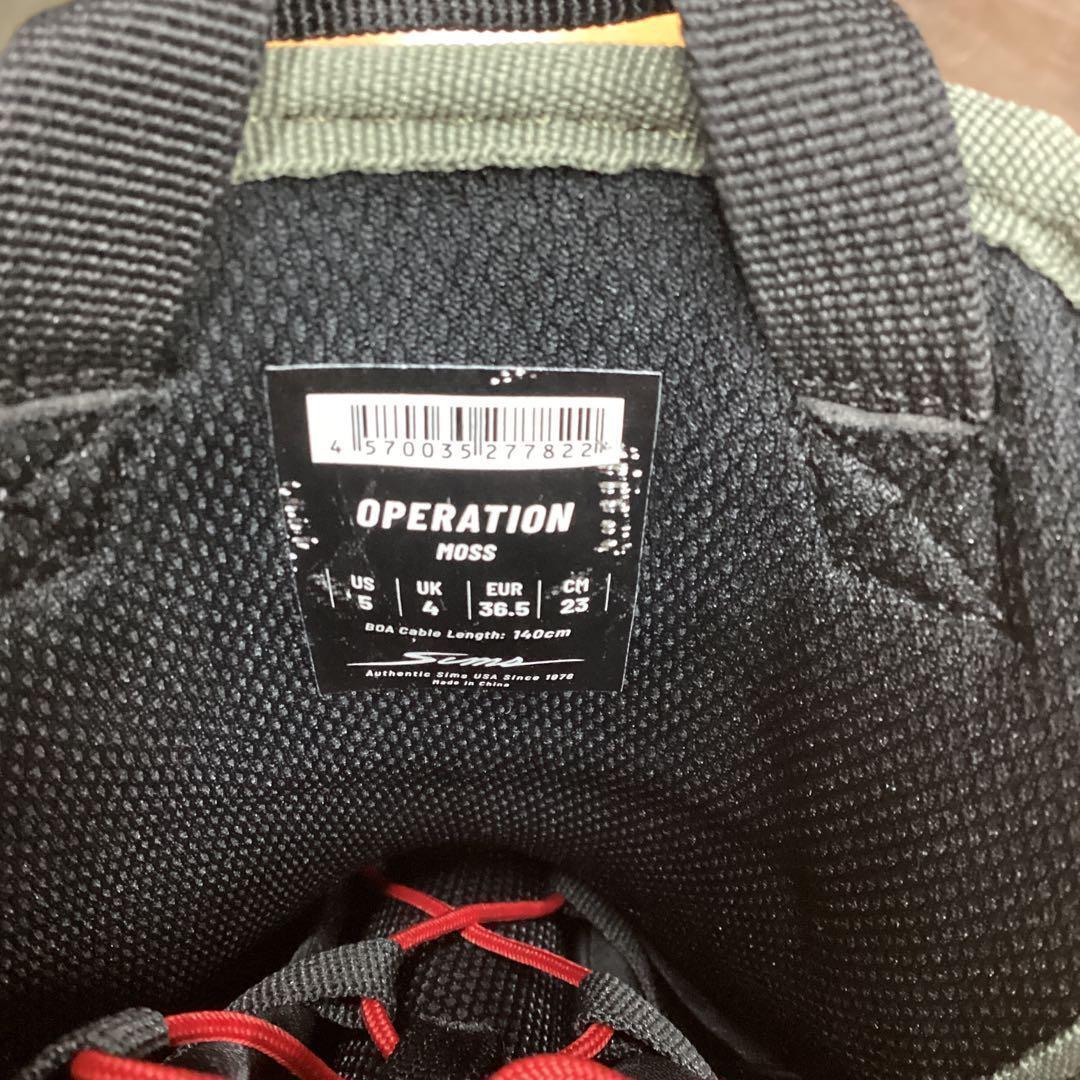 4 570035 277822
OPERATION
MOSS
US UK EUR CM
5 4 36.5 23
BOA Cable Length: 140cm
Sims
Authentic Sims USA Since 1976
Made in China